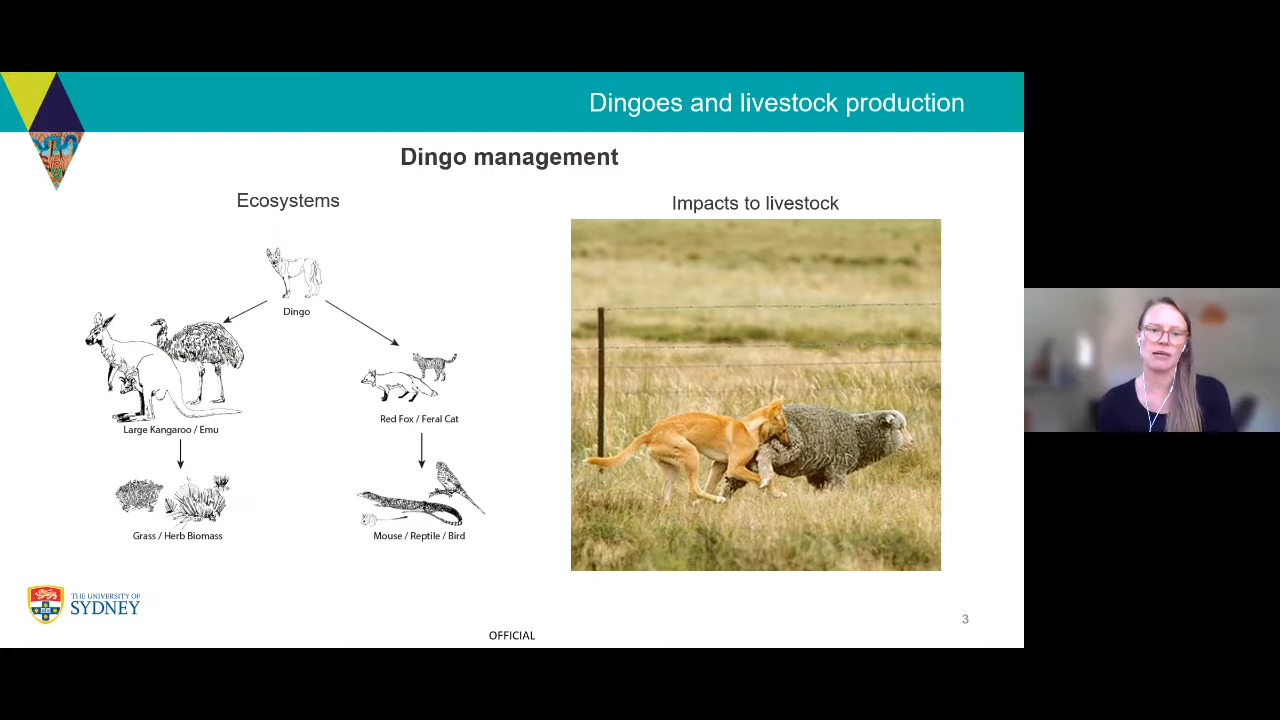 Dingoes and livestock production
Dingo management
Ecosystems
Impacts to livestock
Dingo
Large Kangaroo / Emu
Red Fox / Feral Cat
Grass / Herb Biomass
Mouse / Reptile / Bird
THE UNIVERSITY OF
SYDNEY
3
OFFICIAL